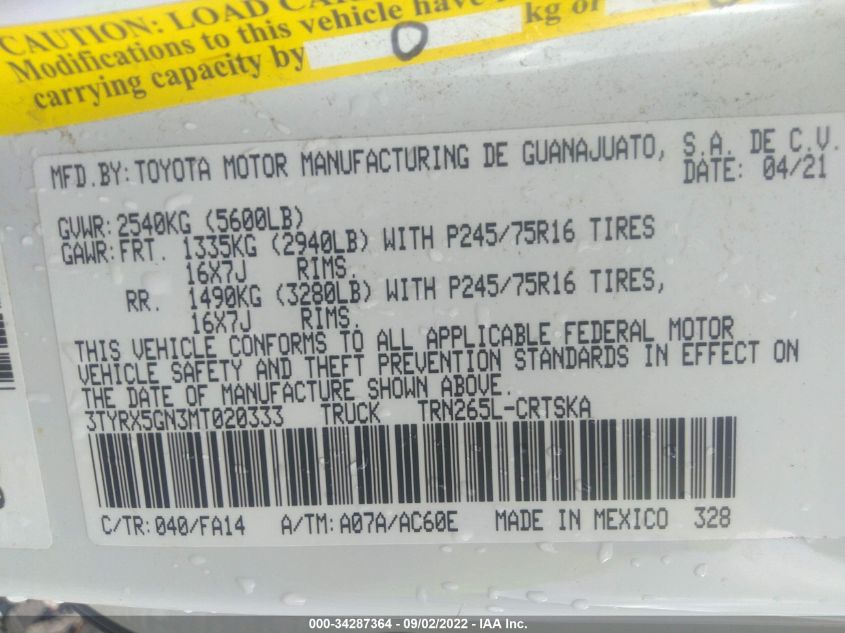 CAUTION: LOAD
Modifications to this vehicle have
carrying capacity by 0 kg or
MFD.BY: TOYOTA MOTOR MANUFACTURING DE GUANAJUATO, S.A. DE C.V.
DATE: 04/21
GVWR: 2540KG (5600LB)
GAWR: FRT. 1335KG (2940LB) WITH P245/75R16 TIRES
16X7J RIMS.
RR. 1490KG (3280LB) WITH P245/75R16 TIRES,
16X7J RIMS.
THIS VEHICLE CONFORMS TO ALL APPLICABLE FEDERAL MOTOR
VEHICLE SAFETY AND THEFT PREVENTION STANDARDS IN EFFECT ON
THE DATE OF MANUFACTURE SHOWN ABOVE.
3TYRX5GN3MT020333 TRUCK TRN265L-CRTSKA
C/TR: 040/FA14 A/TM: A07A/AC60E MADE IN MEXICO 328
000-34287364 - 09/02/2022 - IAA Inc.